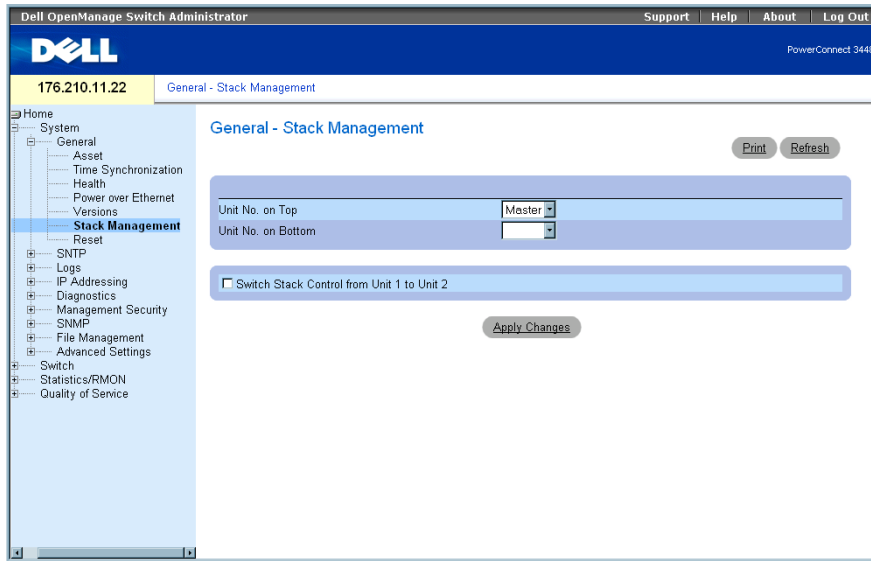 Dell OpenManage Switch Administrator
Support Help About Log Out
DELL
PowerConnect 3448
176.210.11.22
General - Stack Management
Home
System
General
Asset
Time Synchronization
Health
Power over Ethernet
Versions
Stack Management
Reset
SNTP
Logs
IP Addressing
Diagnostics
Management Security
SNMP
File Management
Advanced Settings
Switch
Statistics/RMON
Quality of Service
General - Stack Management
Print Refresh
Unit No. on Top Master
Unit No. on Bottom
Switch Stack Control from Unit 1 to Unit 2
Apply Changes